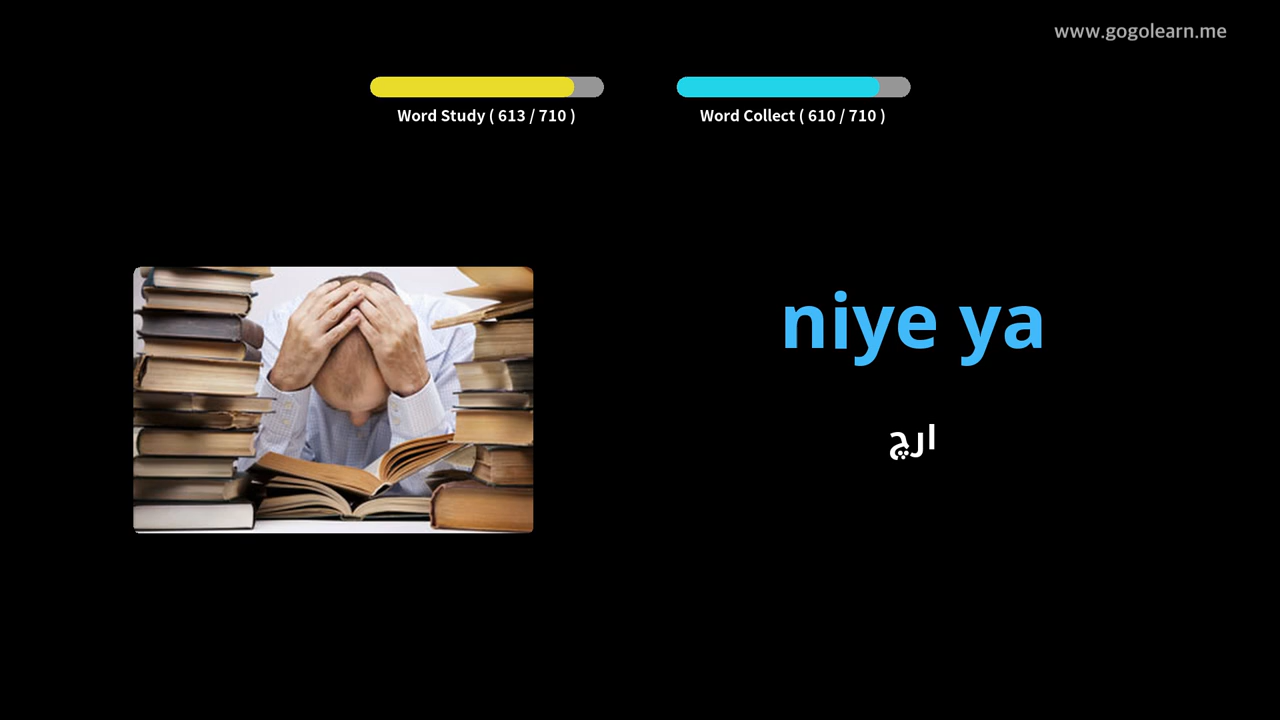 www.gogolearn.me
Word Study ( 613 / 710 )
Word Collect ( 610 / 710 )
niye ya
ارچ